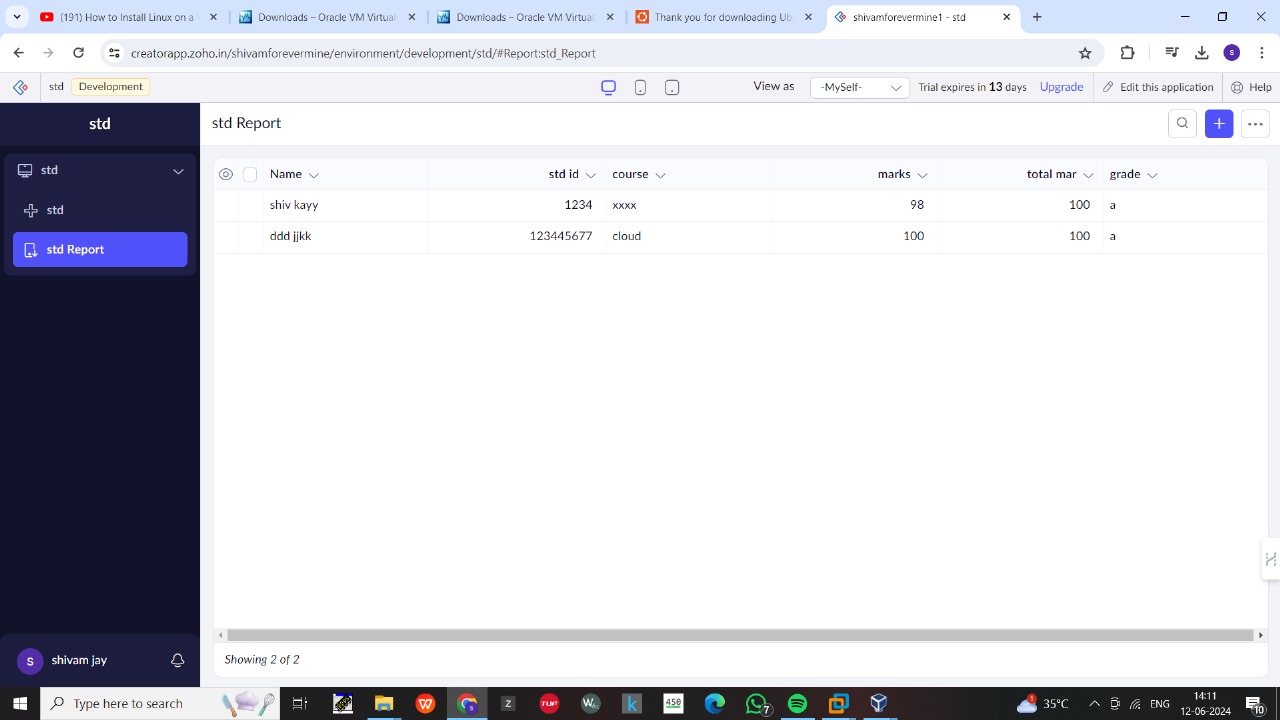 (191) How to Install Linux on a
Downloads – Oracle VM Virtual
Downloads – Oracle VM Virtual
Thank you for downloading Ub
shivamforevermine1 - std
creatorapp.zoho.in/shivamforevermine/environment/development/std/#Report:std_Report
std Development
View as -MySelf- Trial expires in 13 days Upgrade Edit this application Help
std
std
std
std Report
shivam jay
std Report
Name std id course marks total mar grade
shiv kayy 1234 xxxx 98 100 a
ddd jjkk 123445677 cloud 100 100 a
Showing 2 of 2
Type here to search
35°C
ENG
14:11
12-06-2024